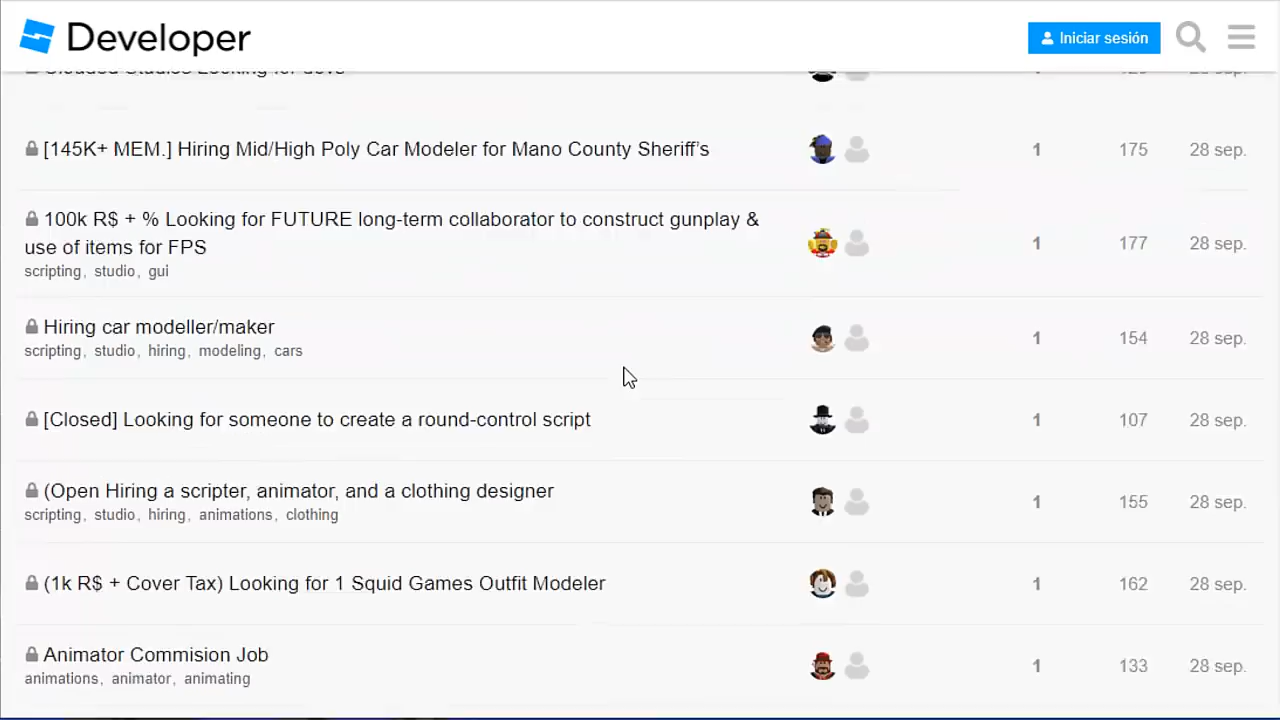 Developer
Iniciar sesión
[145K+ MEM.] Hiring Mid/High Poly Car Modeler for Mano County Sheriff’s 1 175 28 sep.
100k R$ + % Looking for FUTURE long-term collaborator to construct gunplay &
use of items for FPS 1 177 28 sep.
scripting, studio, gui
Hiring car modeller/maker 1 154 28 sep.
scripting, studio, hiring, modeling, cars
[Closed] Looking for someone to create a round-control script 1 107 28 sep.
(Open Hiring a scripter, animator, and a clothing designer 1 155 28 sep.
scripting, studio, hiring, animations, clothing
(1k R$ + Cover Tax) Looking for 1 Squid Games Outfit Modeler 1 162 28 sep.
Animator Commision Job 1 133 28 sep.
animations, animator, animating